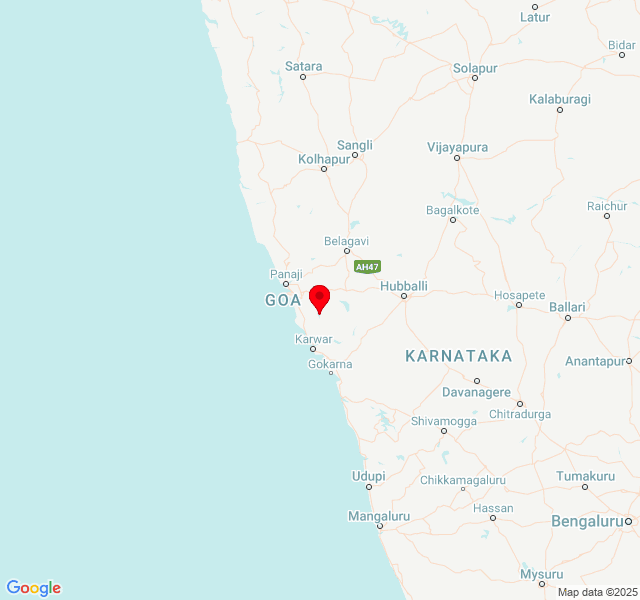 Latur
Bidar
Satara
Solapur
Kalaburagi
Sangli
Vijayapura
Kolhapur
Raichur
Bagalkote
Belagavi
AH47
Panaji
Hubballi
GOA
Hosapete
Ballari
Karwar
KARNATAKA
Gokarna
Anantapur
Davanagere
Chitradurga
Shivamogga
Udupi
Chikkamagaluru
Tumakuru
Hassan
Mangaluru
Bengaluru
Mysuru
Google
Map data ©2025